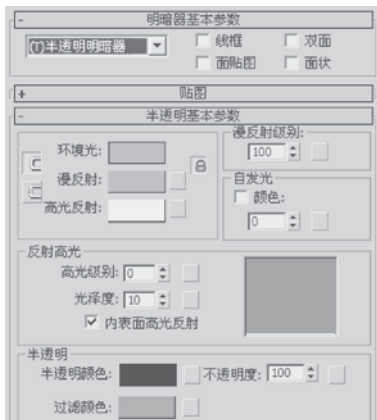 - 明暗器基本参数
(T)半透明明暗器 线框 双面
面贴图 面状
+ 贴图
- 半透明基本参数
漫反射级别:
环境光: 100
漫反射: 自发光
颜色:
高光反射: 0
反射高光
高光级别: 0
光泽度: 10
内表面高光反射
半透明
半透明颜色: 不透明度: 100
过滤颜色: